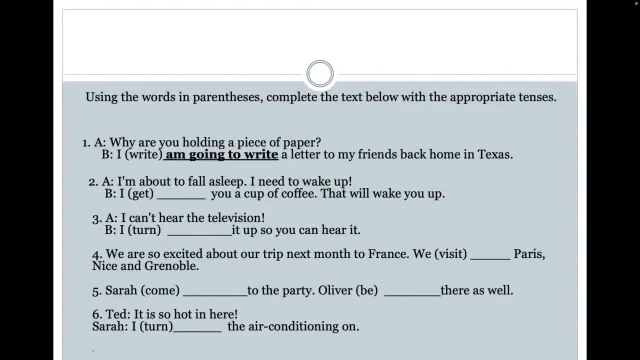 Using the words in parentheses, complete the text below with the appropriate tenses.
1. A: Why are you holding a piece of paper?
B: I (write) am going to write a letter to my friends back home in Texas.
2. A: I'm about to fall asleep. I need to wake up!
B: I (get) ______ you a cup of coffee. That will wake you up.
3. A: I can't hear the television!
B: I (turn) ________it up so you can hear it.
4. We are so excited about our trip next month to France. We (visit) _____ Paris,
Nice and Grenoble.
5. Sarah (come) ________to the party. Oliver (be) _______there as well.
6. Ted: It is so hot in here!
Sarah: I (turn)______ the air-conditioning on.